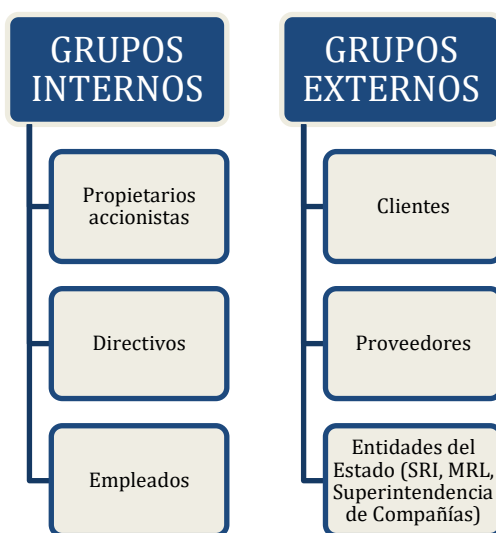 GRUPOS
INTERNOS
Propietarios
accionistas
Directivos
Empleados
GRUPOS
EXTERNOS
Clientes
Proveedores
Entidades del
Estado (SRI, MRL,
Superintendencia
de Compañías)